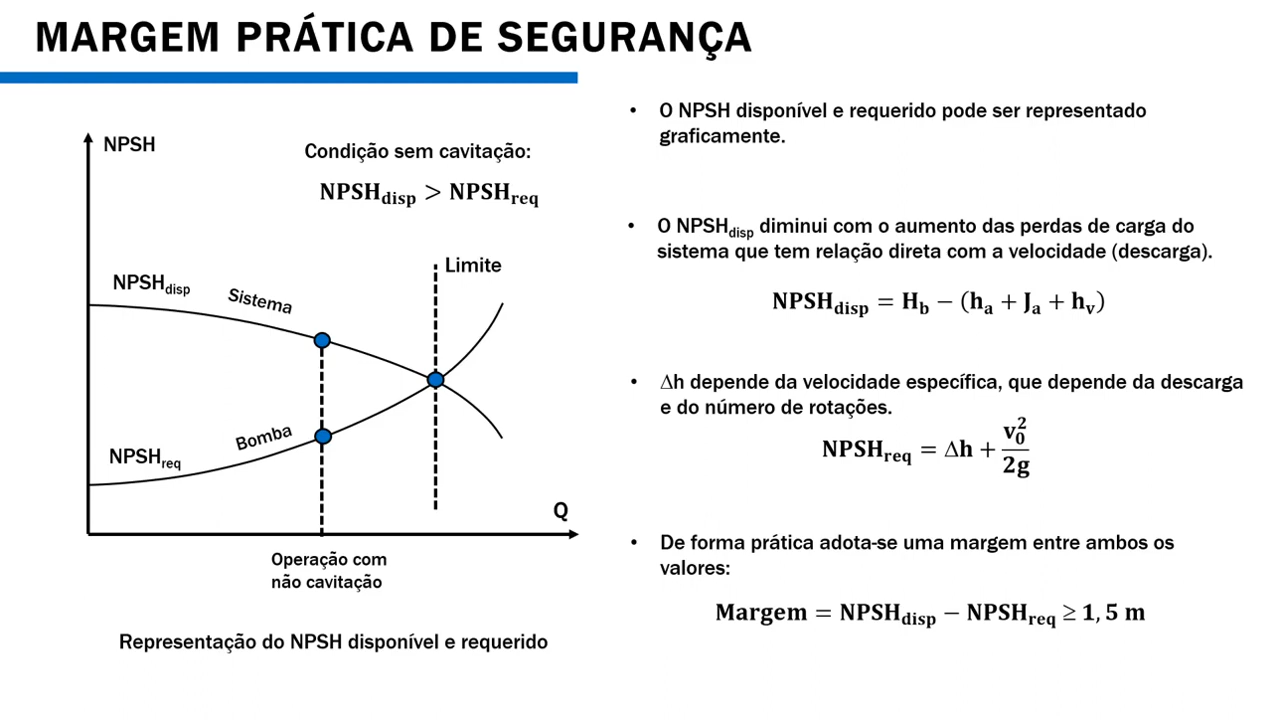 MARGEM PRÁTICA DE SEGURANÇA
NPSH
Condição sem cavitação:
NPSH_disp > NPSH_req
Limite
NPSH_disp
Sistema
Bomba
NPSH_req
Q
Operação com
não cavitação
Representação do NPSH disponível e requerido
• O NPSH disponível e requerido pode ser representado
graficamente.
• O NPSH_disp diminui com o aumento das perdas de carga do
sistema que tem relação direta com a velocidade (descarga).
NPSH_disp = H_b − (h_a + J_a + h_v)
• ∆h depende da velocidade específica, que depende da descarga
e do número de rotações.
NPSH_req = ∆h + v_0^2 / 2g
• De forma prática adota-se uma margem entre ambos os
valores:
Margem = NPSH_disp − NPSH_req ≥ 1,5 m